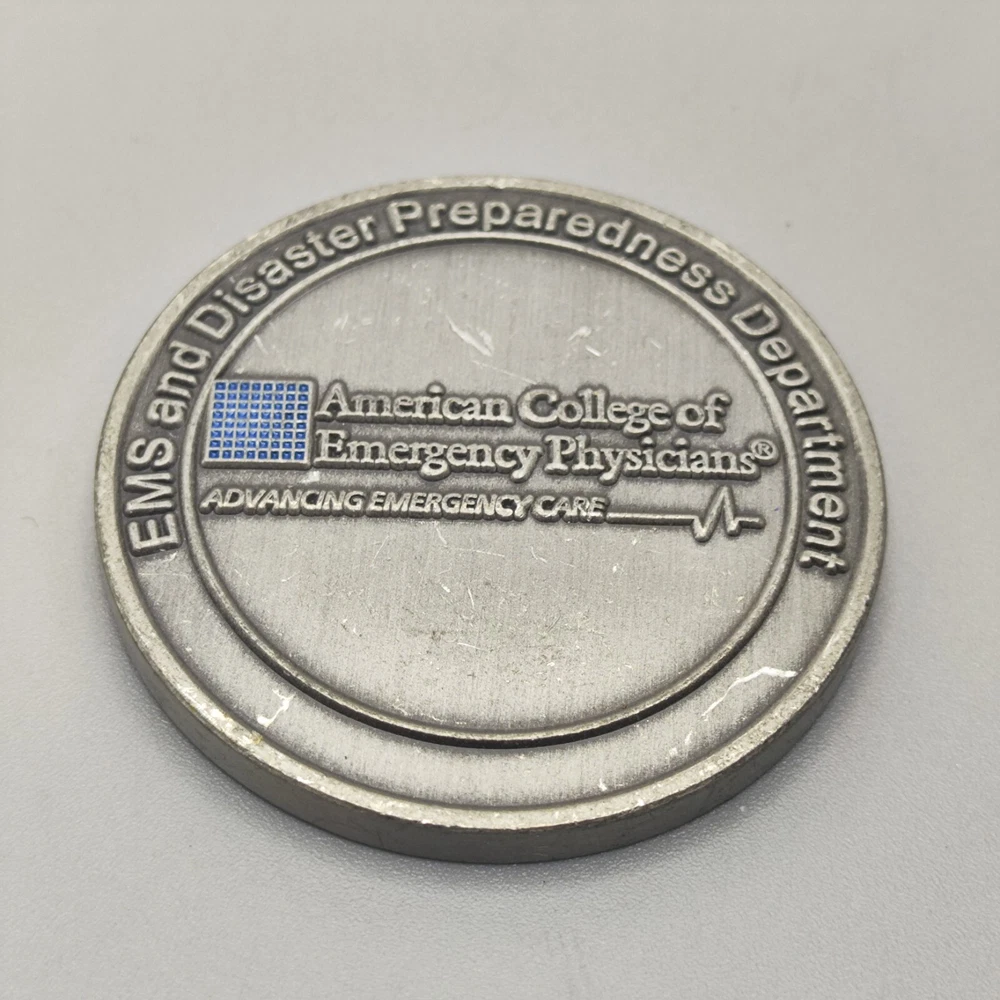 EMS and Disaster Preparedness Department
American College of
Emergency Physicians®
ADVANCING EMERGENCY CARE